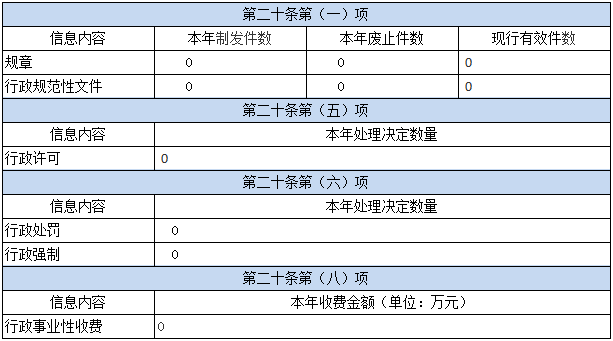 第二十条第（一）项
信息内容 本年制发件数 本年废止件数 现行有效件数
规章 0 0 0
行政规范性文件 0 0 0
第二十条第（五）项
信息内容 本年处理决定数量
行政许可 0
第二十条第（六）项
信息内容 本年处理决定数量
行政处罚 0
行政强制 0
第二十条第（八）项
信息内容 本年收费金额（单位：万元）
行政事业性收费 0